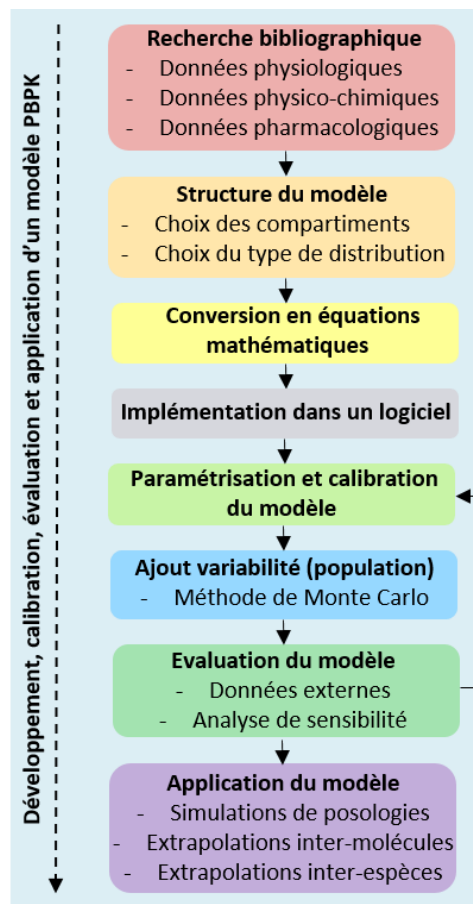 Développement, calibration, évaluation et application d'un modèle PBPK
Recherche bibliographique
- Données physiologiques
- Données physico-chimiques
- Données pharmacologiques
Structure du modèle
- Choix des compartiments
- Choix du type de distribution
Conversion en équations
mathématiques
Implémentation dans un logiciel
Paramétrisation et calibration
du modèle
Ajout variabilité (population)
- Méthode de Monte Carlo
Evaluation du modèle
- Données externes
- Analyse de sensibilité
Application du modèle
- Simulations de posologies
- Extrapolations inter-molécules
- Extrapolations inter-espèces